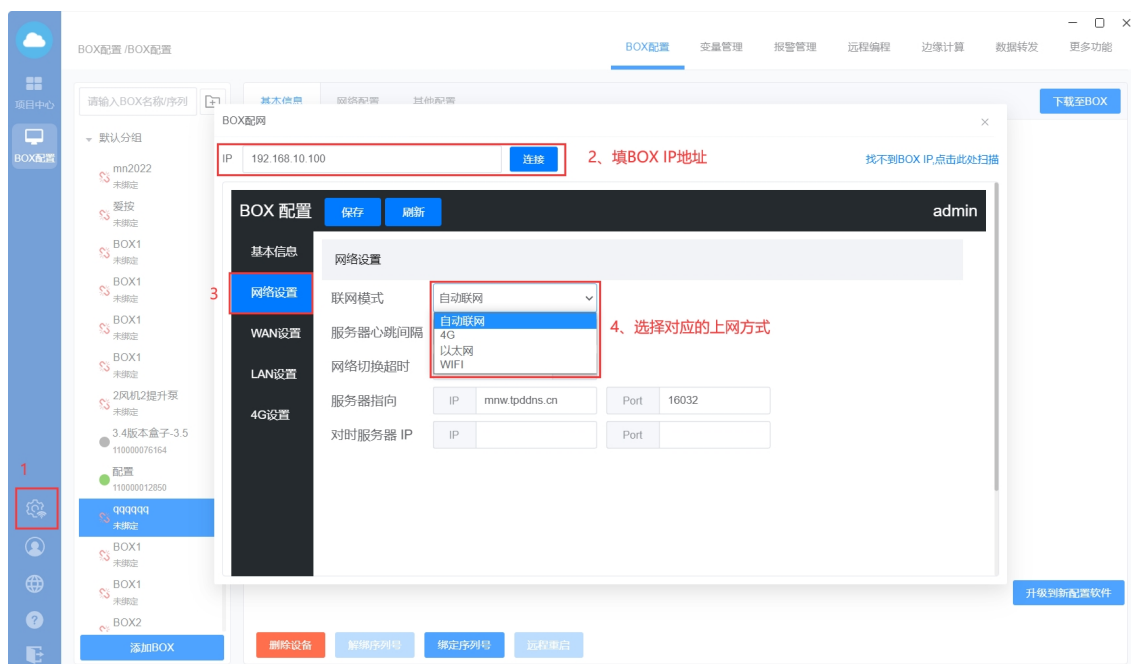 BOX配置 /BOX配置
BOX配置 变量管理 报警管理 远程编程 边缘计算 数据转发 更多功能
项目中心
BOX配置
请输入BOX名称/序列
基本信息 网络配置 其他配置
下载至BOX
默认分组
mn2022
未绑定
爱按
未绑定
BOX1
未绑定
BOX1
未绑定
BOX1
未绑定
BOX1
未绑定
2风机2提升泵
未绑定
3.4版本盒子-3.5
110000076164
配置
110000012850
qqqqqq
未绑定
BOX1
未绑定
BOX1
未绑定
BOX2
添加BOX
1
BOX配网
IP 192.168.10.100 连接
2、填BOX IP地址
找不到BOX IP,点击此处扫描
BOX 配置 保存 刷新 admin
基本信息
网络设置
WAN设置
LAN设置
4G设置
3
网络设置
联网模式 自动联网
自动联网
4G
以太网
WIFI
4、选择对应的上网方式
服务器心跳间隔
网络切换超时
服务器指向 IP mnw.tpddns.cn Port 16032
对时服务器 IP IP Port
升级到新配置软件
删除设备 解绑序列号 绑定序列号 远程重启